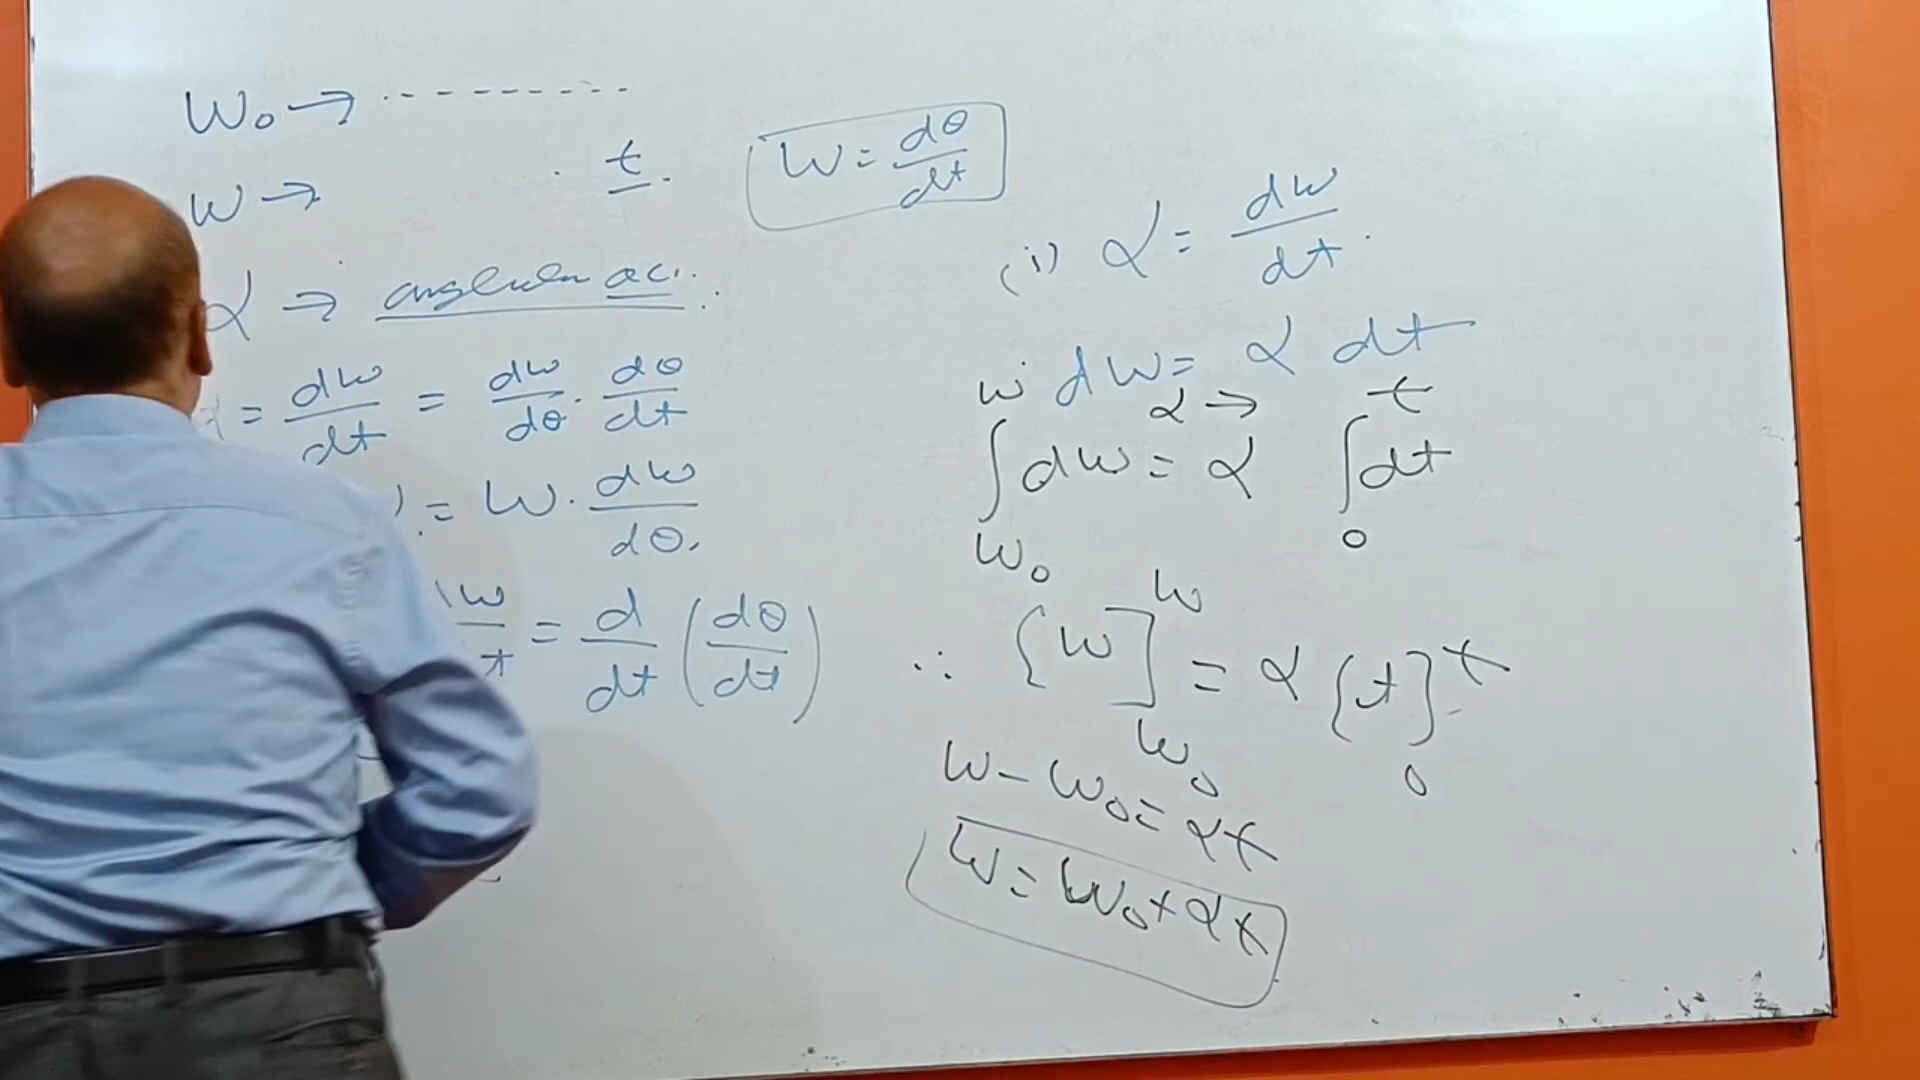 W₀ → ---------
W → t.
α → angular ac.
= dw/dt = dw/dθ · dθ/dt
= W · dw/dθ.
= d/dt (dθ/dt)
W = dθ/dt
(i) α = dw/dt
dw = α dt
α →
∫_{W₀}^{W} dw = α ∫_{0}^{t} dt
∴ [W]_{W₀}^{W} = α [t]_{0}^{t}
W - W₀ = αt
W = W₀ + αt